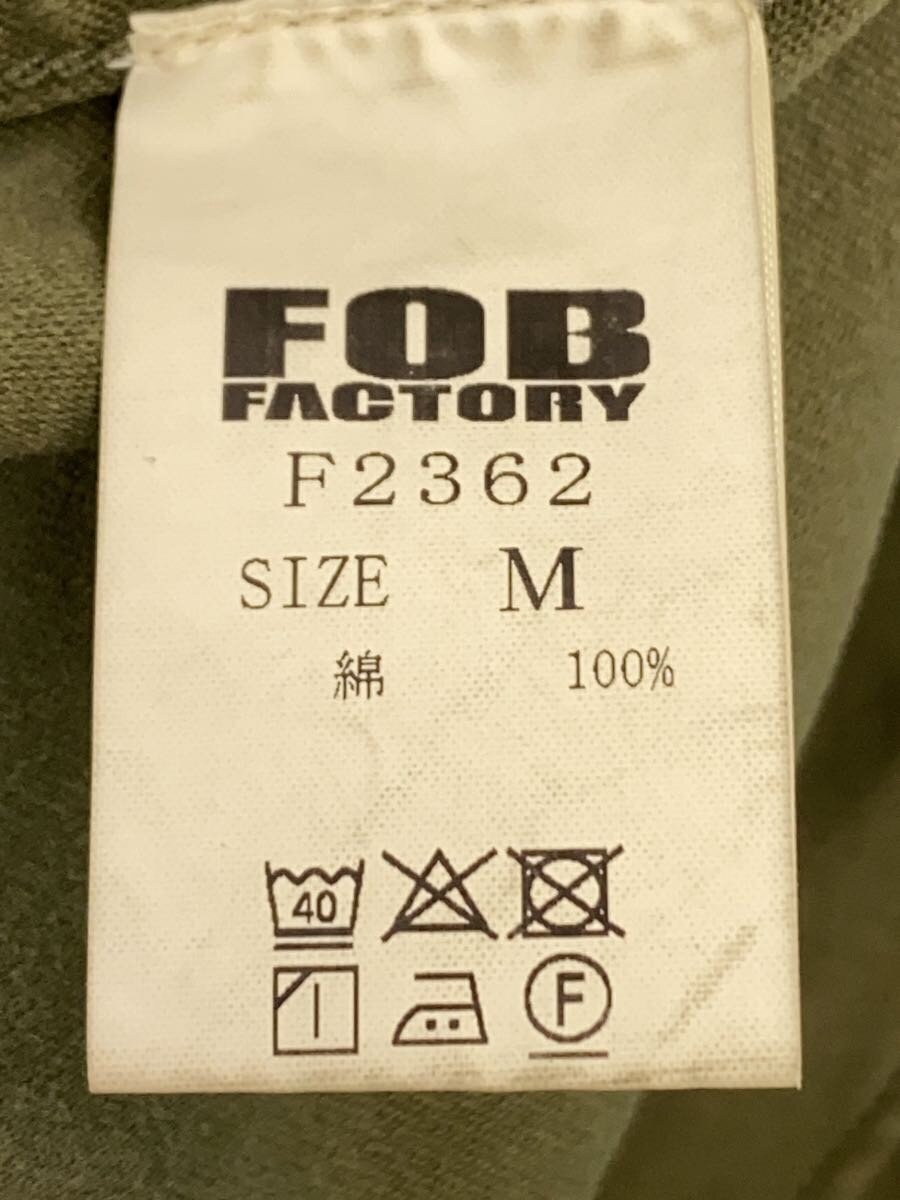 FOB
FACTORY
F2362
SIZE M
綿 100%
40
F